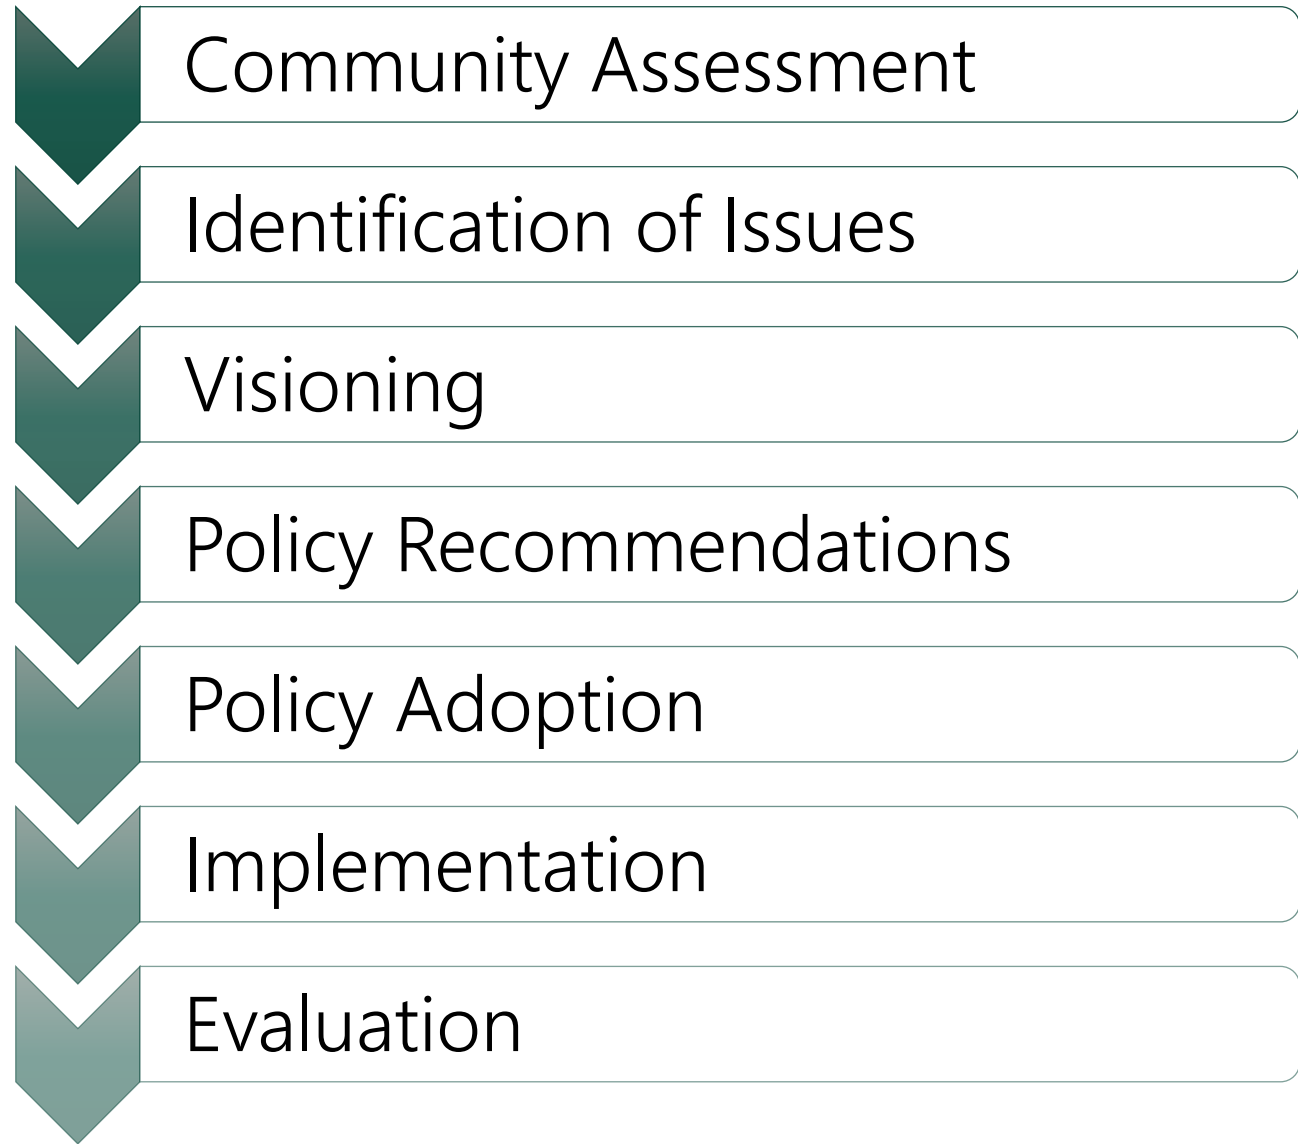 Community Assessment
Identification of Issues
Visioning
Policy Recommendations
Policy Adoption
Implementation
Evaluation